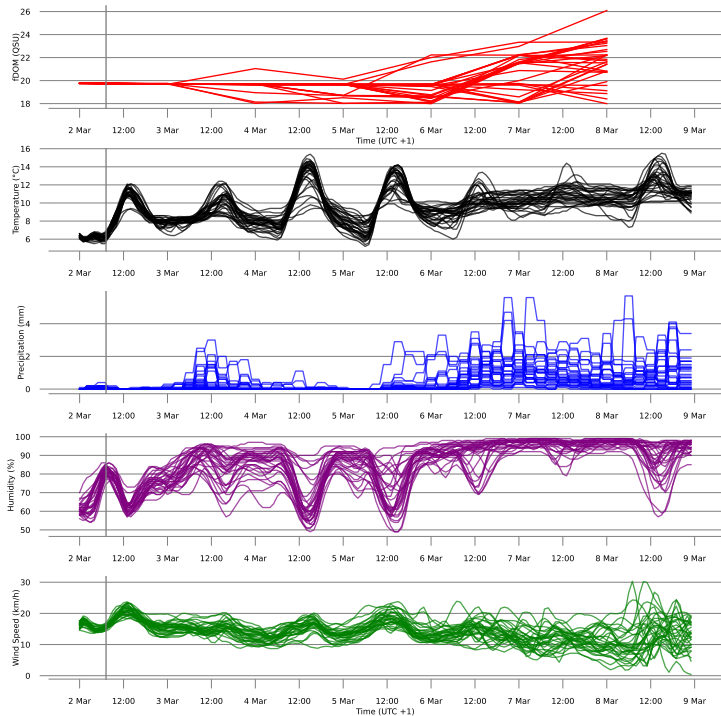 26
24
22
20
18
fDOM (QSU)
2 Mar 12:00 3 Mar 12:00 4 Mar 12:00 5 Mar 12:00 6 Mar 12:00 7 Mar 12:00 8 Mar 12:00 9 Mar
Time (UTC +1)
16
14
12
10
8
6
Temperature (°C)
2 Mar 12:00 3 Mar 12:00 4 Mar 12:00 5 Mar 12:00 6 Mar 12:00 7 Mar 12:00 8 Mar 12:00 9 Mar
4
2
0
Precipitation (mm)
2 Mar 12:00 3 Mar 12:00 4 Mar 12:00 5 Mar 12:00 6 Mar 12:00 7 Mar 12:00 8 Mar 12:00 9 Mar
100
90
80
70
60
50
Humidity (%)
2 Mar 12:00 3 Mar 12:00 4 Mar 12:00 5 Mar 12:00 6 Mar 12:00 7 Mar 12:00 8 Mar 12:00 9 Mar
30
20
10
0
Wind Speed (km/h)
2 Mar 12:00 3 Mar 12:00 4 Mar 12:00 5 Mar 12:00 6 Mar 12:00 7 Mar 12:00 8 Mar 12:00 9 Mar
Time (UTC +1)